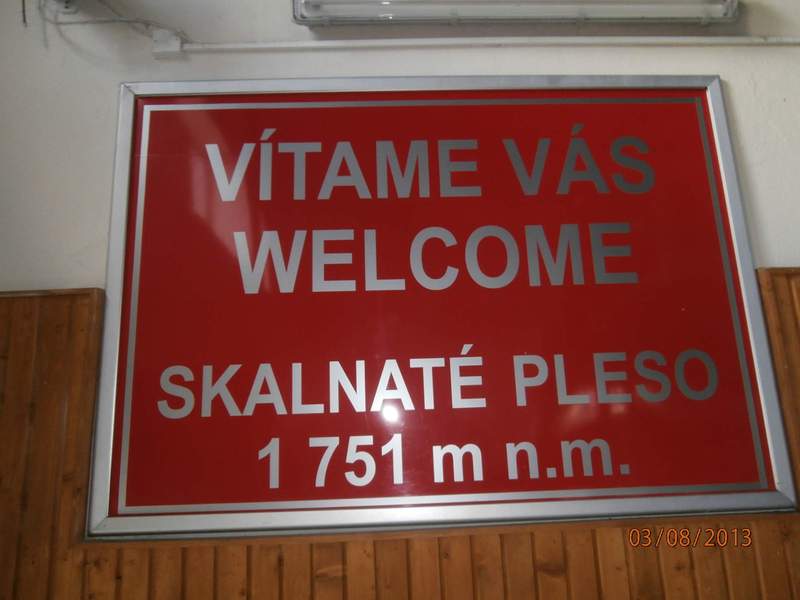 VÍTAME VÁS
WELCOME
SKALNATÉ PLESO
1 751 m n.m.
03/08/2013